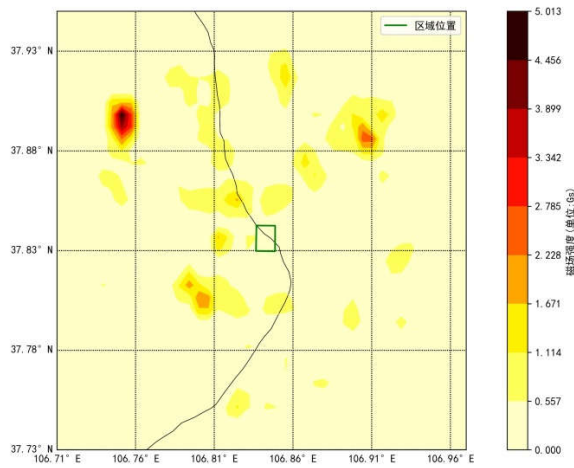 区域位置
37.93° N
37.88° N
37.83° N
37.78° N
37.73° N
106.71° E
106.76° E
106.81° E
106.86° E
106.91° E
106.96° E
5.013
4.456
3.899
3.342
2.785
2.228
1.671
1.114
0.557
0.000
磁场强度(单位:Gs)